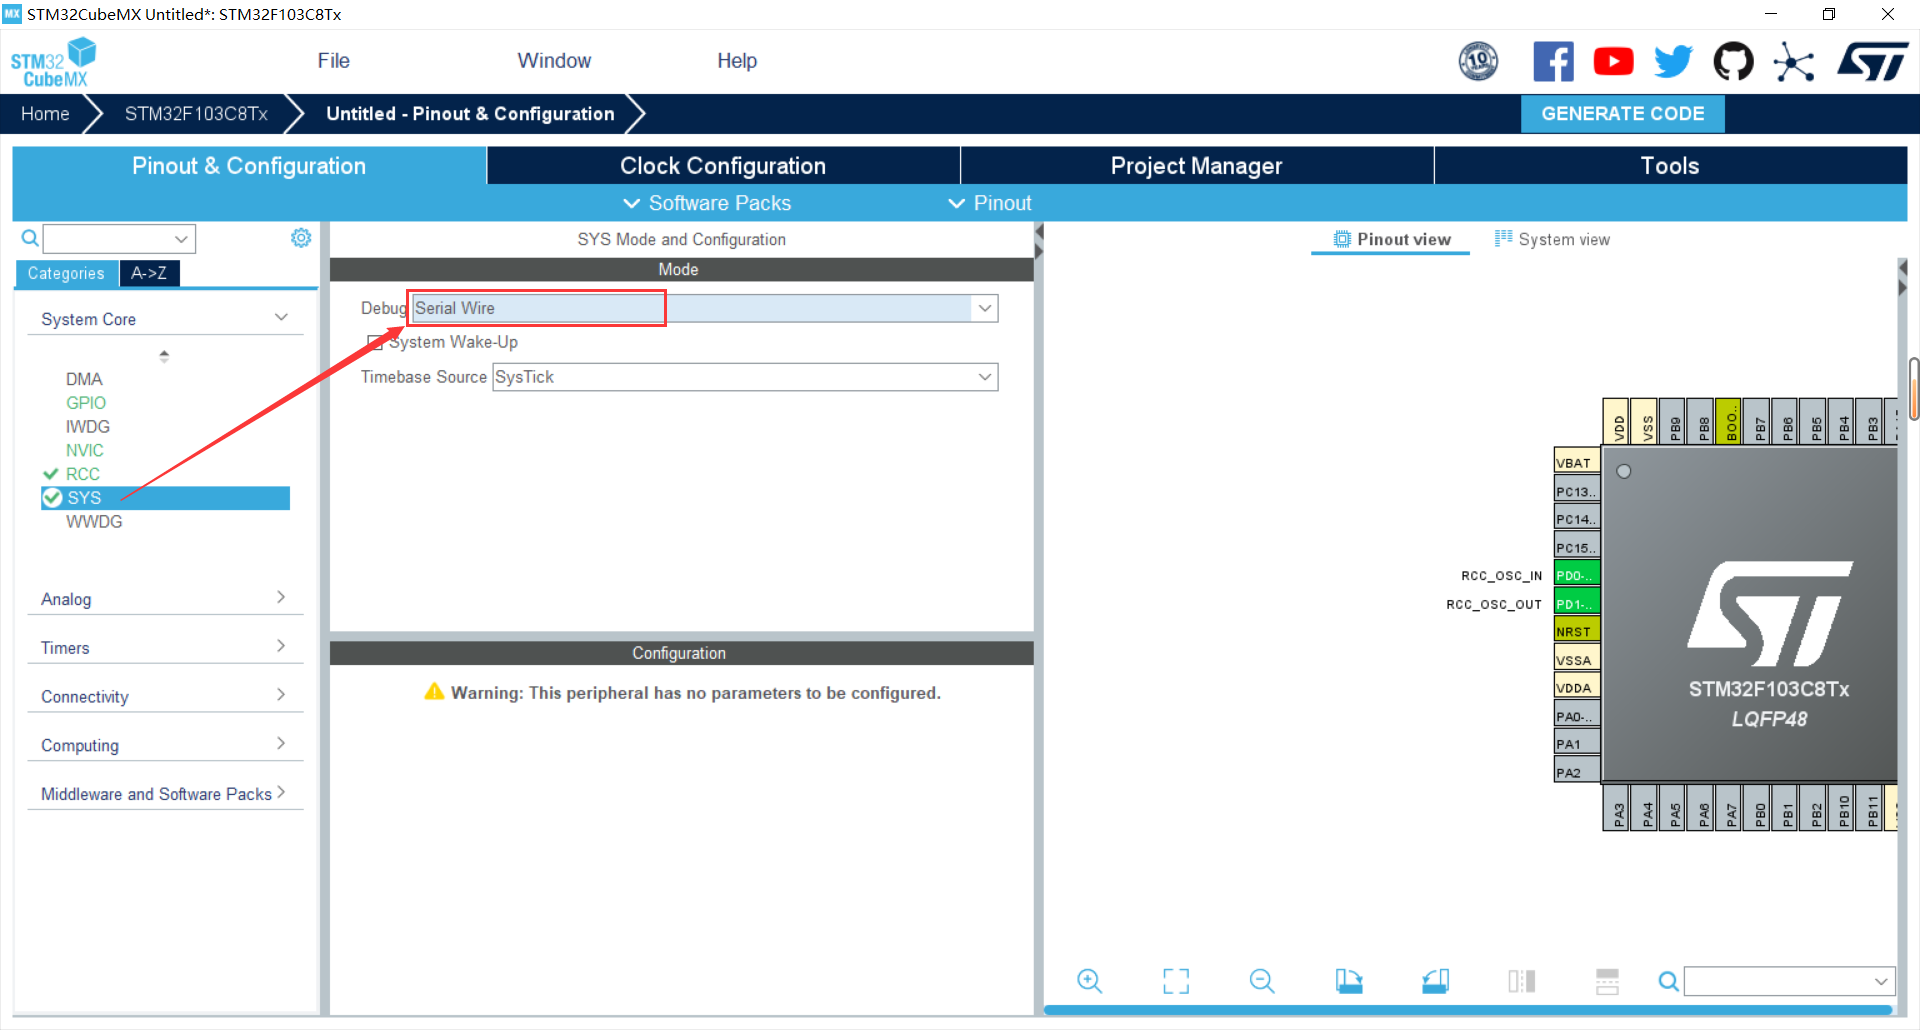 MX STM32CubeMX Untitled*: STM32F103C8Tx
STM32
CubeMX
File
Window
Help
10
Home
STM32F103C8Tx
Untitled - Pinout & Configuration
GENERATE CODE
Pinout & Configuration
Clock Configuration
Project Manager
Tools
Software Packs
Pinout
Categories
A->Z
System Core
DMA
GPIO
IWDG
NVIC
RCC
SYS
WWDG
Analog
Timers
Connectivity
Computing
Middleware and Software Packs
SYS Mode and Configuration
Mode
Debug Serial Wire
System Wake-Up
Timebase Source SysTick
Configuration
Warning: This peripheral has no parameters to be configured.
Pinout view
System view
VDD
VSS
PB9
PB8
BOO..
PB7
PB6
PB5
PB4
PB3
VBAT
PC13..
PC14..
PC15..
RCC_OSC_IN PD0-..
RCC_OSC_OUT PD1-..
NRST
VSSA
VDDA
PA0-..
PA1
PA2
STM32F103C8Tx
LQFP48
PA3
PA4
PA5
PA6
PA7
PB0
PB1
PB2
PB10
PB11